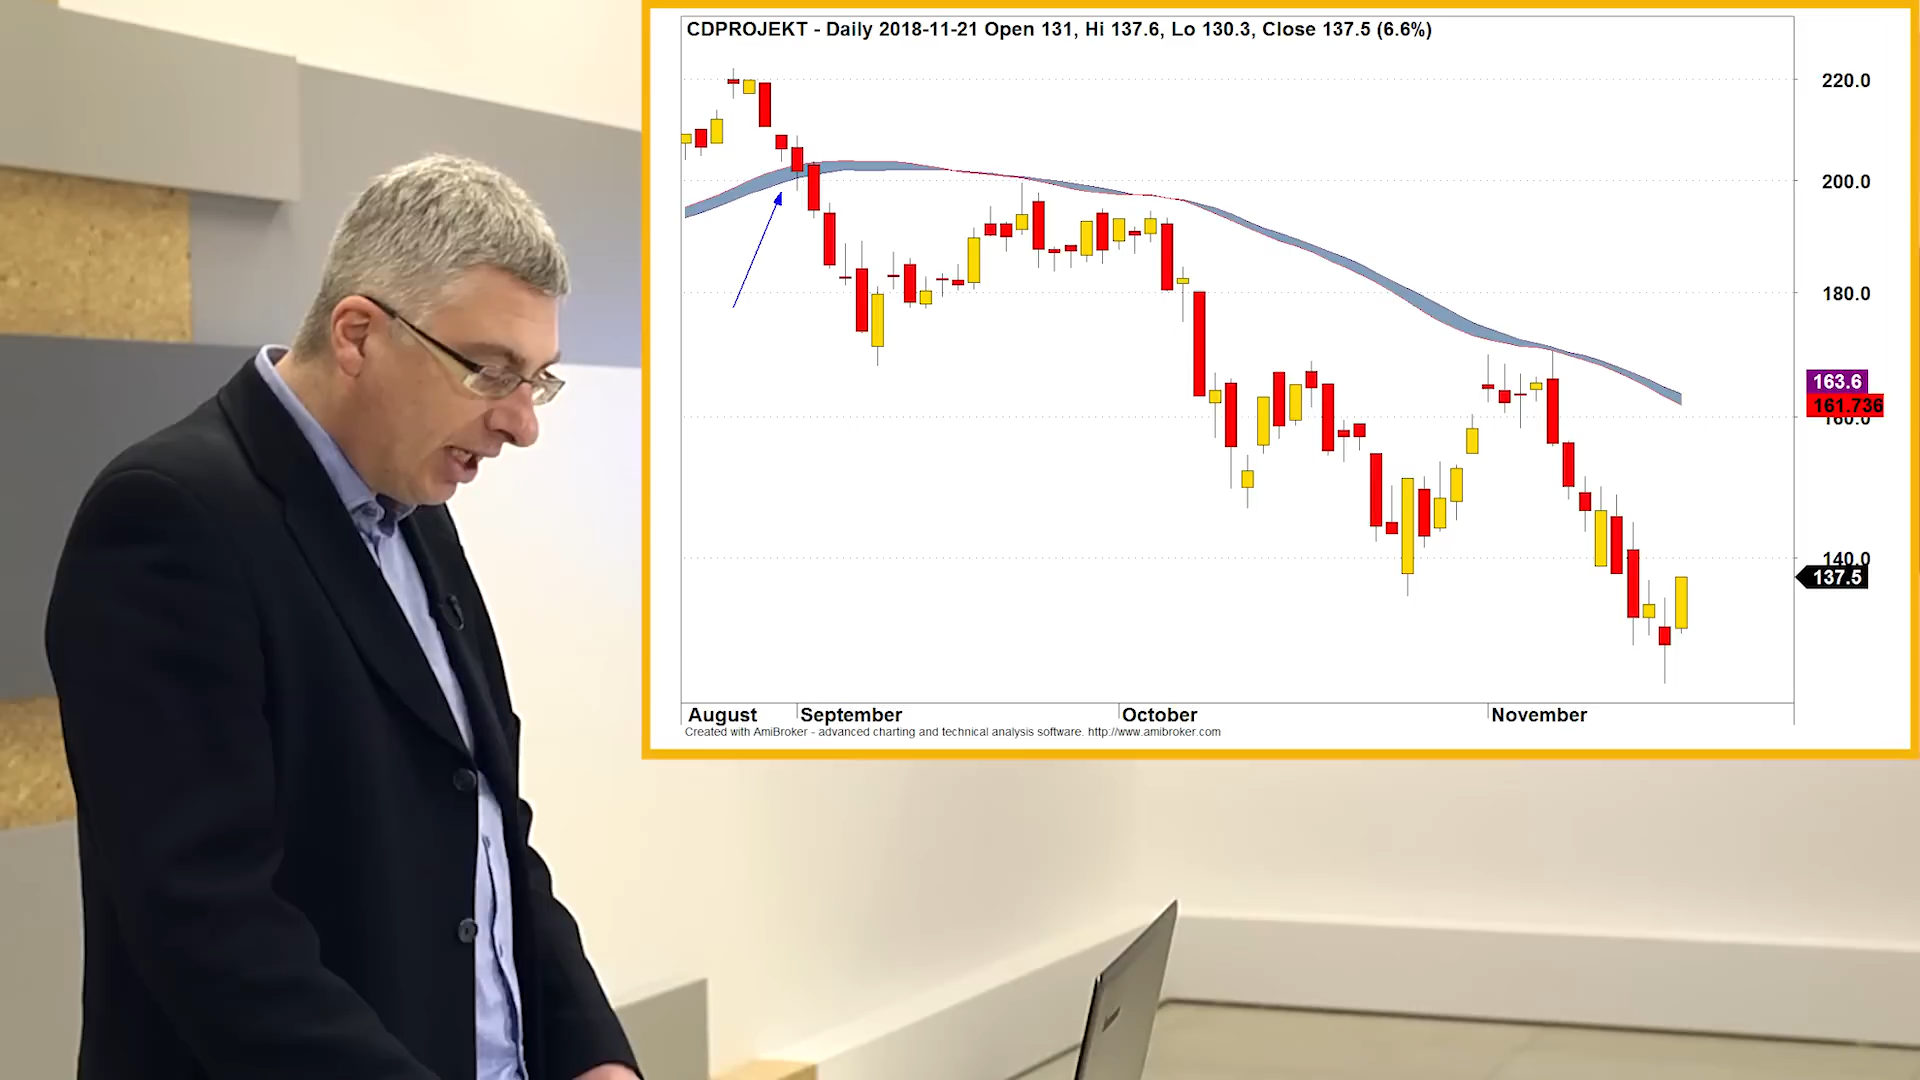 CDPROJEKT - Daily 2018-11-21 Open 131, Hi 137.6, Lo 130.3, Close 137.5 (6.6%)
220.0
200.0
180.0
163.6
161.736
160.0
140.0
137.5
August September October November
Created with AmiBroker - advanced charting and technical analysis software. http://www.amibroker.com